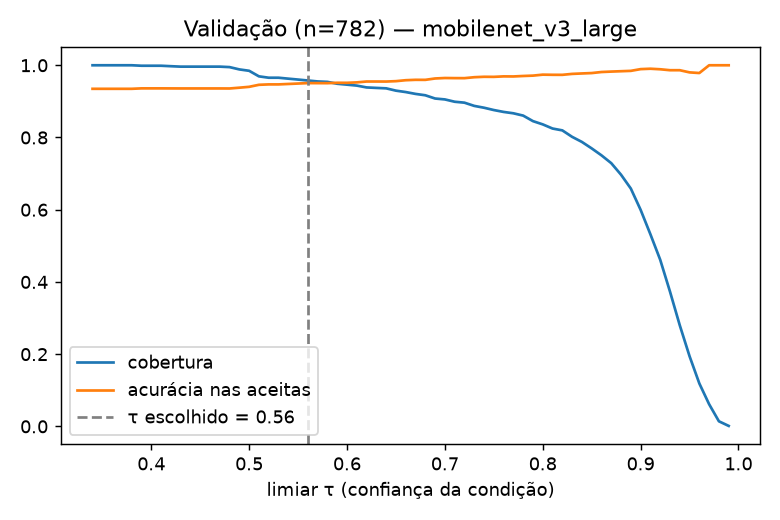 Validação (n=782) — mobilenet_v3_large
1.0
0.8
0.6
0.4
0.2
0.0
cobertura
acurácia nas aceitas
τ escolhido = 0.56
0.4 0.5 0.6 0.7 0.8 0.9 1.0
limiar τ (confiança da condição)